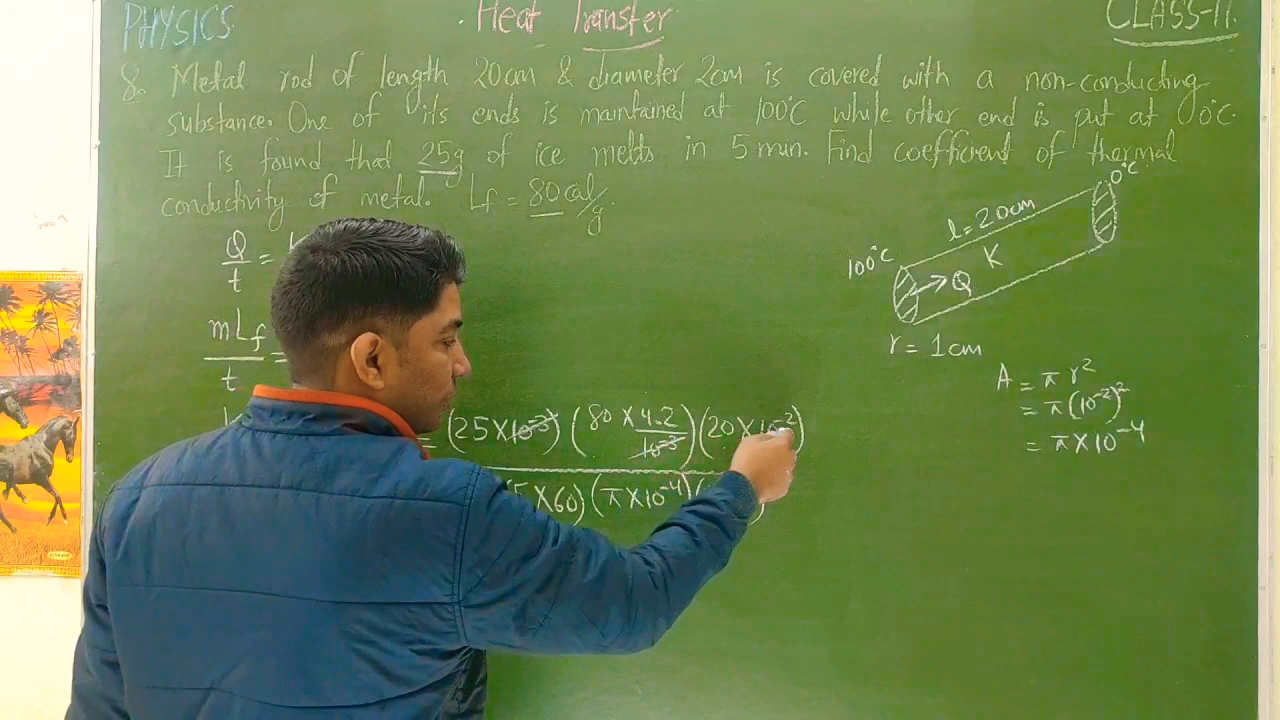 PHYSICS
Heat Transfer
CLASS-11.
8. Metal rod of length 20cm & diameter 2cm is covered with a non-conducting
substance. One of its ends is maintained at 100°C while other end is put at 0°C.
It is found that 25g of ice melts in 5 min. Find coefficient of thermal
conductivity of metal. Lf = 80 cal/g.
Q/t =
mLf/t =
= (25 × 10⁻³) (80 × 4.2/10⁻³) (20 × 10⁻²)
5 × 60) (π × 10⁻⁴) (
0°C
l = 20cm
100°C
K
Q
r = 1cm
A = π r²
= π (10⁻²)²
= π × 10⁻⁴